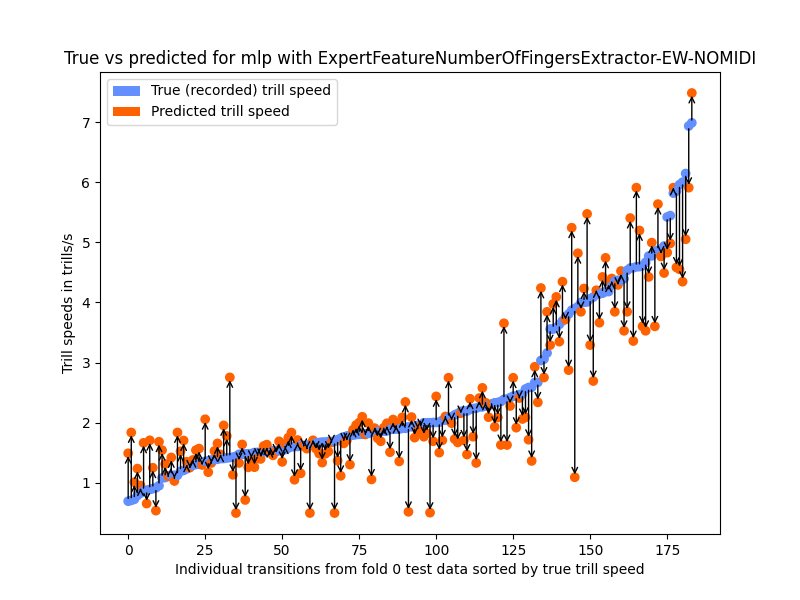 True vs predicted for mlp with ExpertFeatureNumberOfFingersExtractor-EW-NOMIDI
True (recorded) trill speed
Predicted trill speed
Trill speeds in trills/s
7
6
5
4
3
2
1
0 25 50 75 100 125 150 175
Individual transitions from fold 0 test data sorted by true trill speed